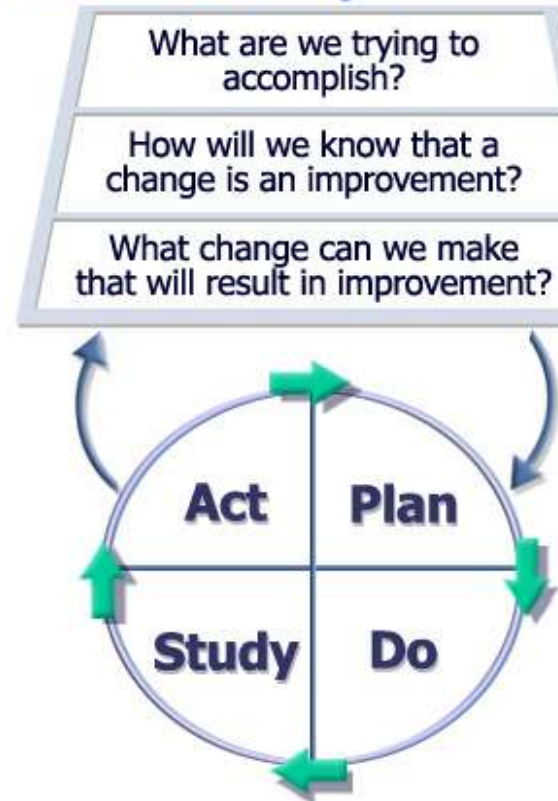 What are we trying to
accomplish?
How will we know that a
change is an improvement?
What change can we make
that will result in improvement?
Act
Plan
Study
Do